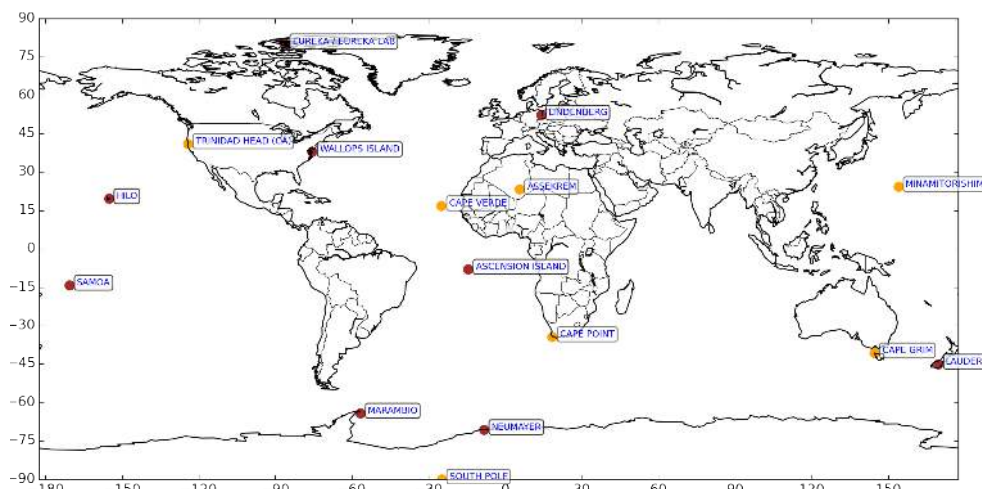 90
EUREKA / EUREKA LAB
75
60
LINDENBERG
45
TRINIDAD HEAD (CA)
WALLOPS ISLAND
30
ASSEKREM
MINAMITORISHIM
HILO
CAPE VERDE
15
0
ASCENSION ISLAND
SAMOA
−15
−30
CAPE POINT
CAPE GRIM
LAUDER
−45
−60
MARAMBIO
NEUMAYER
−75
SOUTH POLE
−90
−180 −150 −120 −90 −60 −30 0 30 60 90 120 150